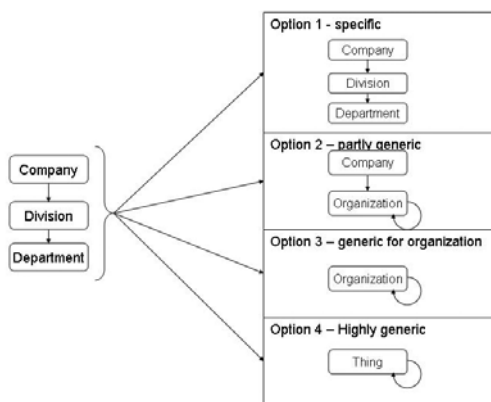 Company
Division
Department
Option 1 - specific
Company
Division
Department
Option 2 – partly generic
Company
Organization
Option 3 – generic for organization
Organization
Option 4 – Highly generic
Thing